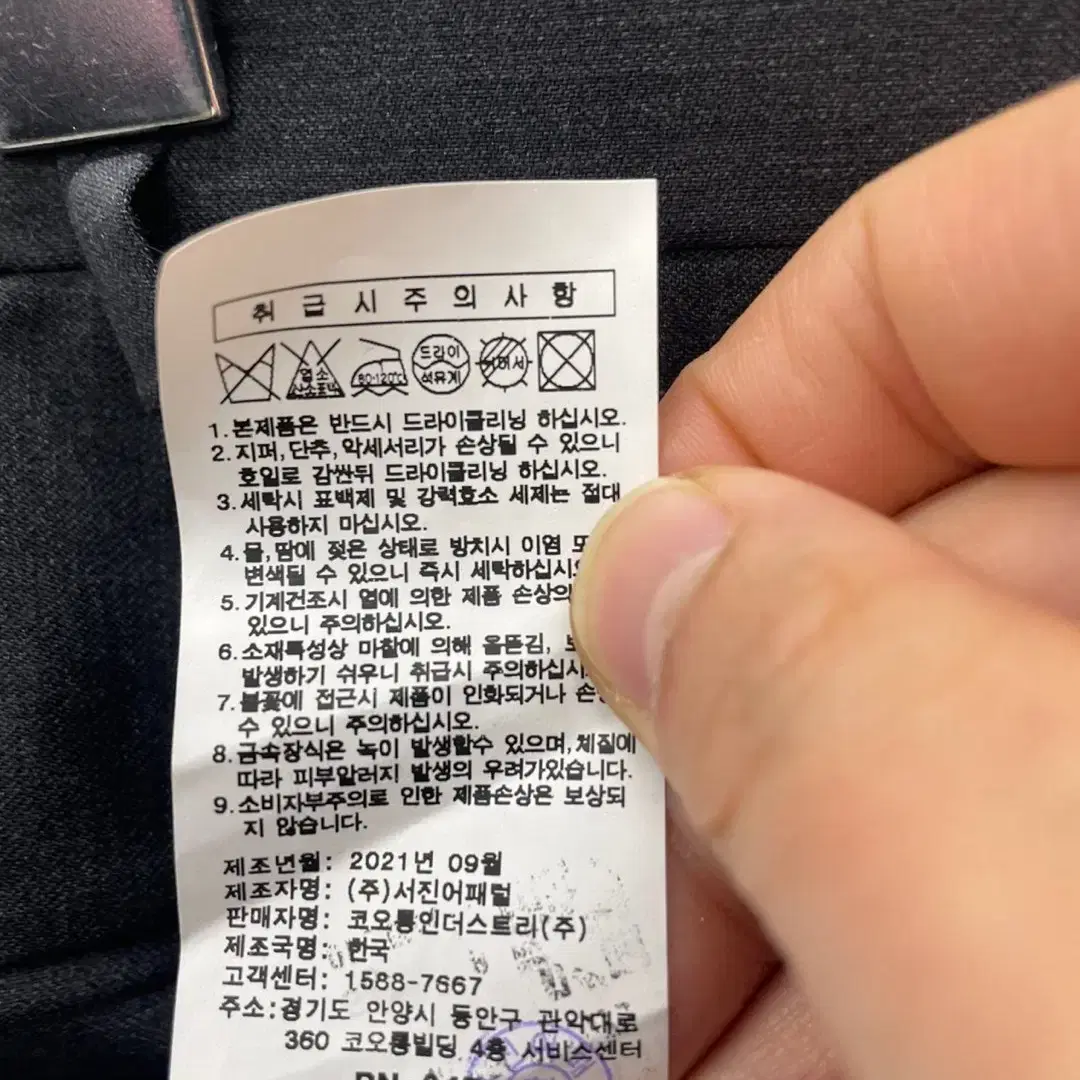 취급시주의사항
염소 드라이
산소표백 80-120℃ 석유계
1.본제품은 반드시 드라이클리닝 하십시오.
2.지퍼,단추,악세서리가 손상될 수 있으니
호일로 감싼뒤 드라이클리닝 하십시오.
3.세탁시 표백제 및 강력효소 세제는 절대
사용하지 마십시오.
4.물,땀에 젖은 상태로 방치시 이염
변색될 수 있으니 즉시 세탁하십시
5.기계건조시 열에 의한 제품 손상의
있으니 주의하십시오.
6.소재특성상 마찰에 의해 올뜯김,
발생하기 쉬우니 취급시 주의하십시
7.불꽃에 접근시 제품이 인화되거나
수 있으니 주의하십시오.
8.금속장식은 녹이 발생할수 있으며,체질에
따라 피부알러지 발생의 우려가있습니다.
9.소비자부주의로 인한 제품손상은 보상되
지 않습니다.
제조년월: 2021년 09월
제조자명: (주)서진어패럴
판매자명: 코오롱인더스트리(주)
제조국명: 한국
고객센터: 1588-7667
주소:경기도 안양시 동안구 관악대로
360 코오롱빌딩 4층 서비스센터